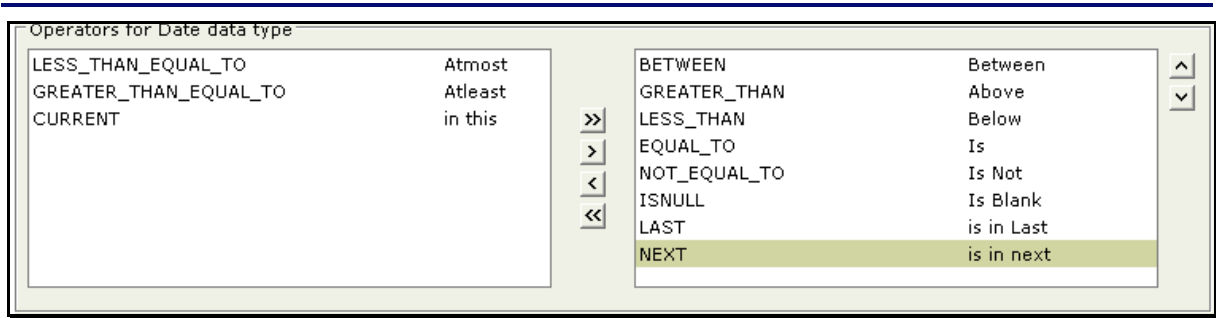 Operators for Date data type
LESS_THAN_EQUAL_TO Atmost
GREATER_THAN_EQUAL_TO Atleast
CURRENT in this
>>
>
<
<<
BETWEEN Between
GREATER_THAN Above
LESS_THAN Below
EQUAL_TO Is
NOT_EQUAL_TO Is Not
ISNULL Is Blank
LAST is in Last
NEXT is in next